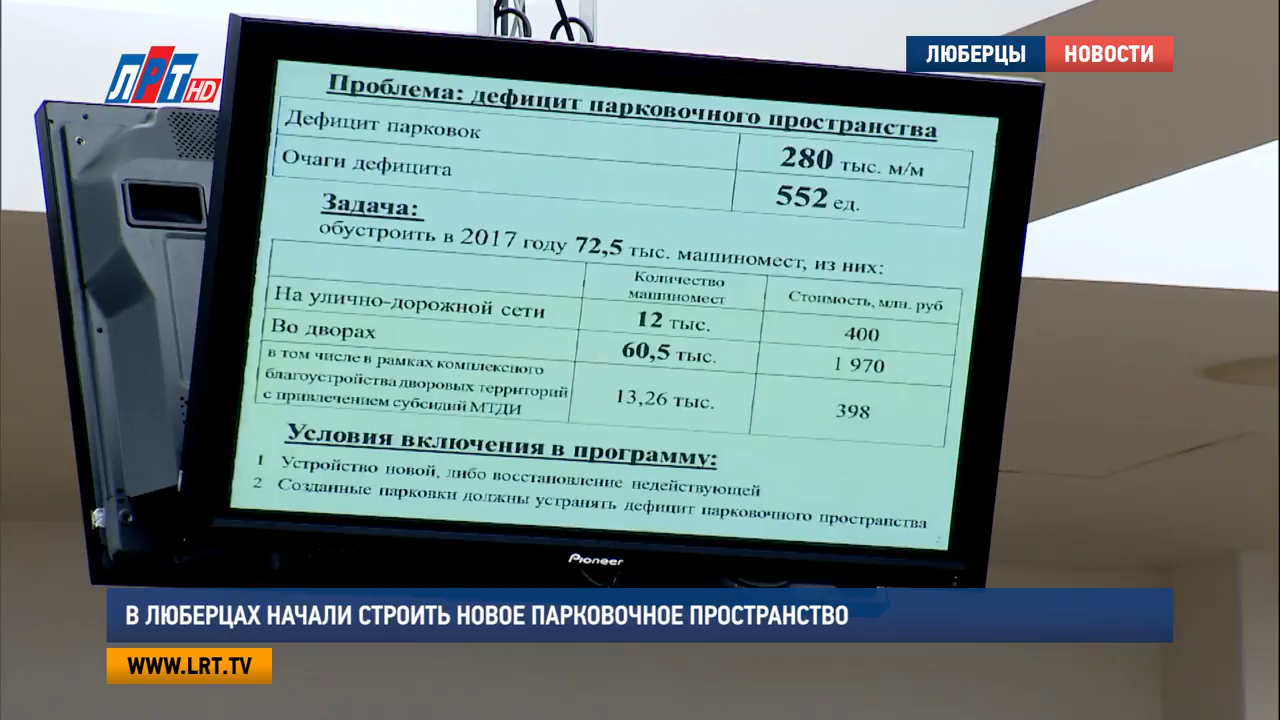 ЛРТ HD
ЛЮБЕРЦЫ НОВОСТИ
Проблема: дефицит парковочного пространства
Дефицит парковок 280 тыс. м/м
Очаги дефицита 552 ед.
Задача:
обустроить в 2017 году 72,5 тыс. машиномест, из них:
Количество
машиномест
Стоимость, млн. руб
На улично-дорожной сети 12 тыс. 400
Во дворах 60,5 тыс. 1 970
в том числе в рамках комплексного
благоустройства дворовых территорий
с привлечением субсидий МТДИ
13,26 тыс. 398
Условия включения в программу:
1 Устройство новой, либо восстановление недействующей
2 Созданные парковки должны устранять дефицит парковочного пространства
2
Pioneer
В ЛЮБЕРЦАХ НАЧАЛИ СТРОИТЬ НОВОЕ ПАРКОВОЧНОЕ ПРОСТРАНСТВО
WWW.LRT.TV